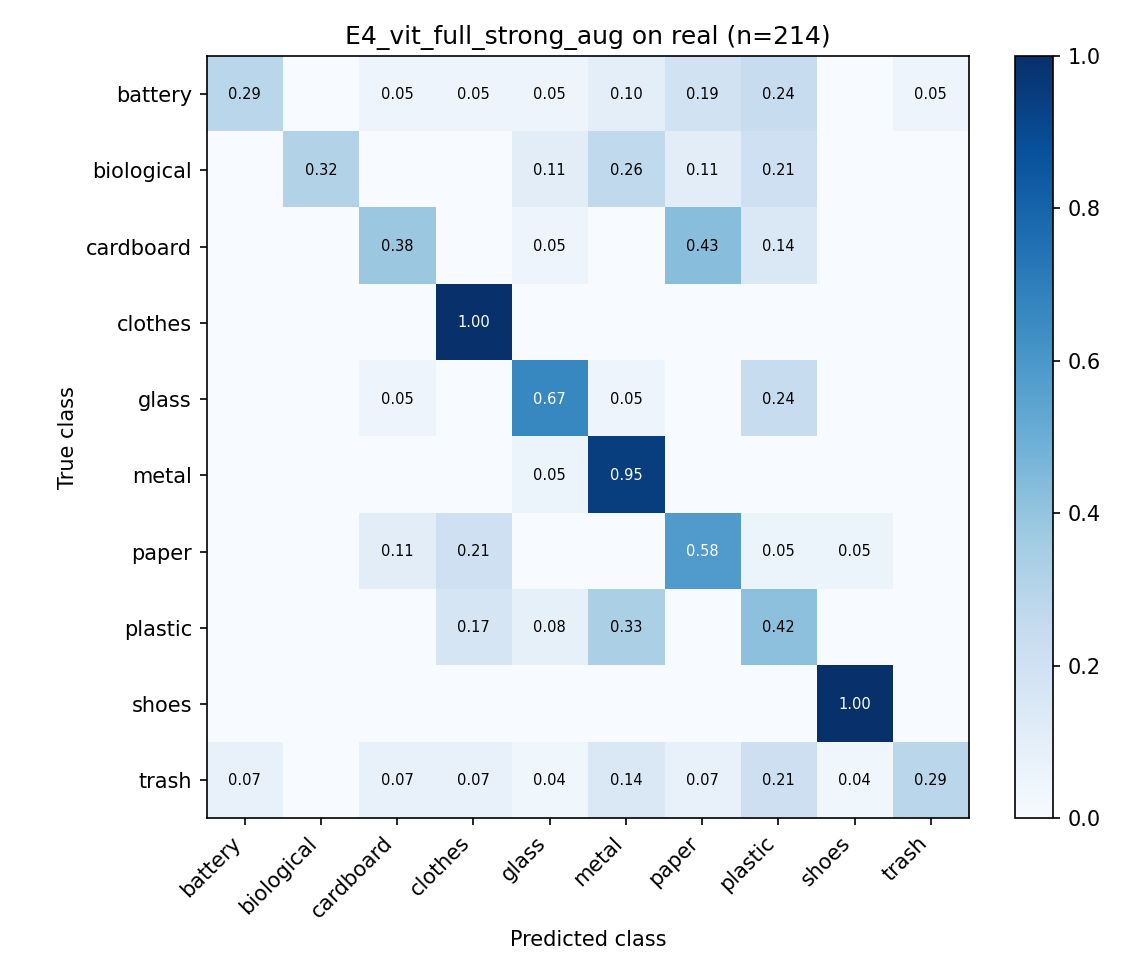 E4_vit_full_strong_aug on real (n=214)
battery 0.29 0.05 0.05 0.05 0.10 0.19 0.24 0.05
biological 0.32 0.11 0.26 0.11 0.21
cardboard 0.38 0.05 0.43 0.14
clothes 1.00
glass 0.05 0.67 0.05 0.24
metal 0.05 0.95
paper 0.11 0.21 0.58 0.05 0.05
plastic 0.17 0.08 0.33 0.42
shoes 1.00
trash 0.07 0.07 0.07 0.04 0.14 0.07 0.21 0.04 0.29
True class
battery biological cardboard clothes glass metal paper plastic shoes trash
Predicted class
1.0
0.8
0.6
0.4
0.2
0.0